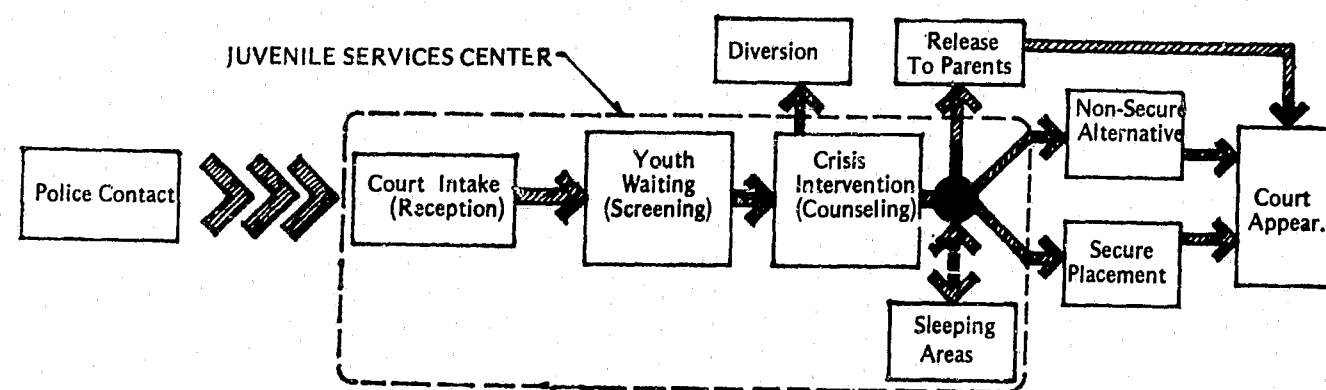 JUVENILE SERVICES CENTER
Diversion
Release
To Parents
Non-Secure
Alternative
Police Contact
Court Intake
(Reception)
Youth
Waiting
(Screening)
Crisis
Intervention
(Counseling)
Court
Appear.
Secure
Placement
Sleeping
Areas